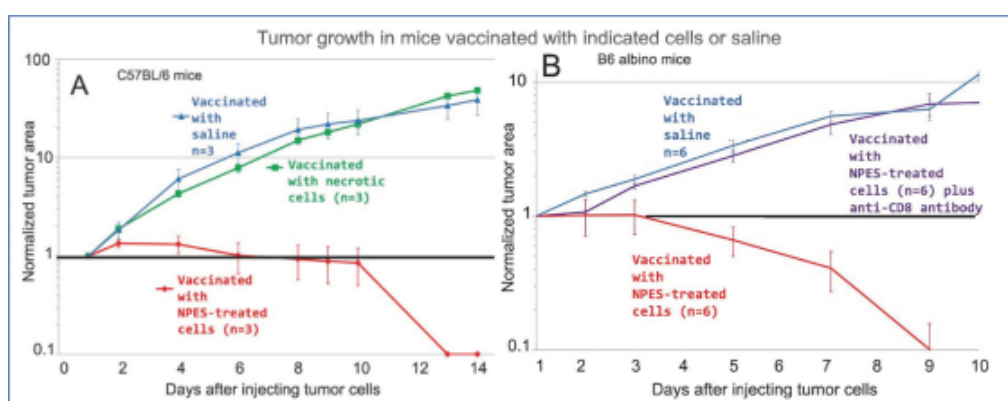 Tumor growth in mice vaccinated with indicated cells or saline
A
C57BL/6 mice
Normalized tumor area
100
10
1
0.1
Vaccinated
with
saline
n=3
Vaccinated
with necrotic
cells (n=3)
Vaccinated
with
NPES-treated
cells (n=3)
0 2 4 6 8 10 12 14
Days after injecting tumor cells
B
B6 albino mice
Normalized tumor area
10
1
0.1
Vaccinated
with
saline
n=6
Vaccinated
with
NPES-treated
cells (n=6) plus
anti-CD8 antibody
Vaccinated
with
NPES-treated
cells (n=6)
1 2 3 4 5 6 7 8 9 10
Days after injecting tumor cells